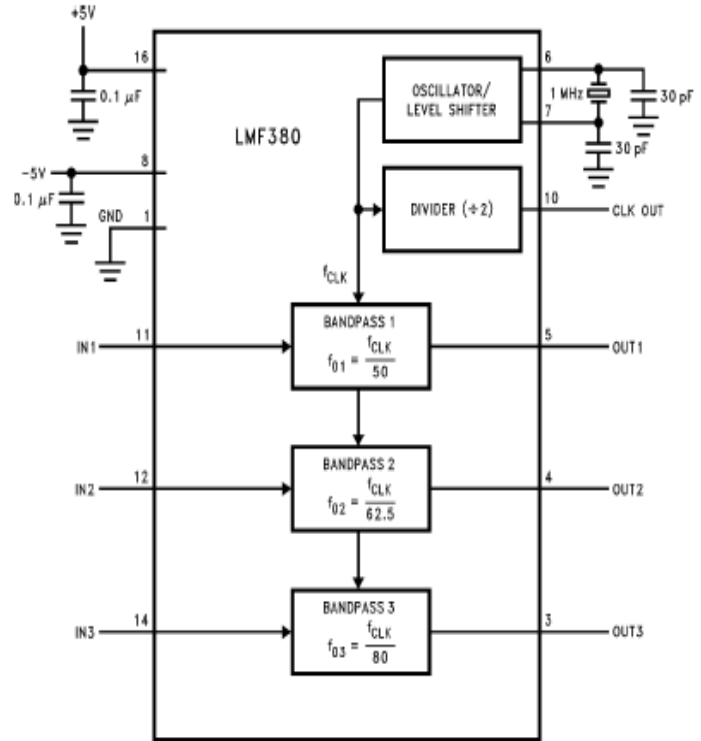 +5V
16
0.1 μF
-5V
8
0.1 μF
GND
1
LMF380
OSCILLATOR/
LEVEL SHIFTER
6
1 MHz
30 pF
7
30 pF
DIVIDER (÷2)
10
CLK OUT
fCLK
BANDPASS 1
f01 = fCLK
50
IN1
11
5
OUT1
BANDPASS 2
f02 = fCLK
62.5
IN2
12
4
OUT2
BANDPASS 3
f03 = fCLK
80
IN3
14
3
OUT3